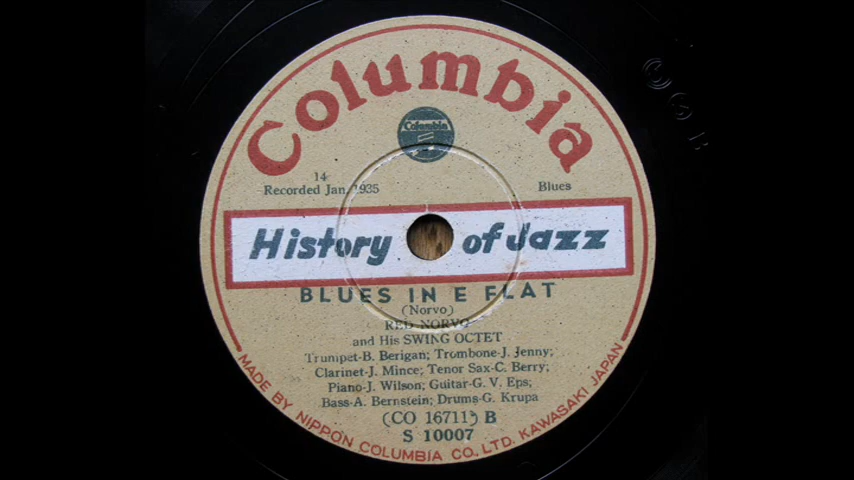 Columbia
Columbia
14
Recorded Jan. 1935
Blues
History of Jazz
BLUES IN E FLAT
(Norvo)
RED NORVO
and His SWING OCTET
Trumpet-B. Berigan; Trombone-J. Jenny;
Clarinet-J. Mince; Tenor Sax-C. Berry;
Piano-J. Wilson; Guitar-G. V. Eps;
Bass-A. Bernstein; Drums-G. Krupa
(CO 16711) B
S 10007
MADE BY NIPPON COLUMBIA CO., LTD. KAWASAKI JAPAN